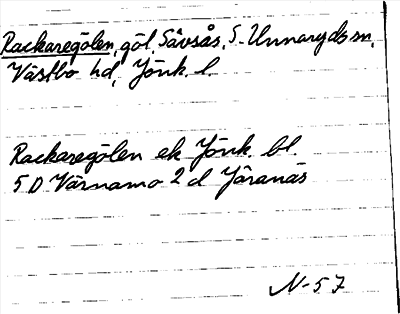 Rackaregölen, göl, Sävsås, S. Unnaryds sn,
Västbo hd, Jönk. l.
Rackaregölen ek Jönk. bl.
5 D Värnamo 2 d Järanäs
N-57